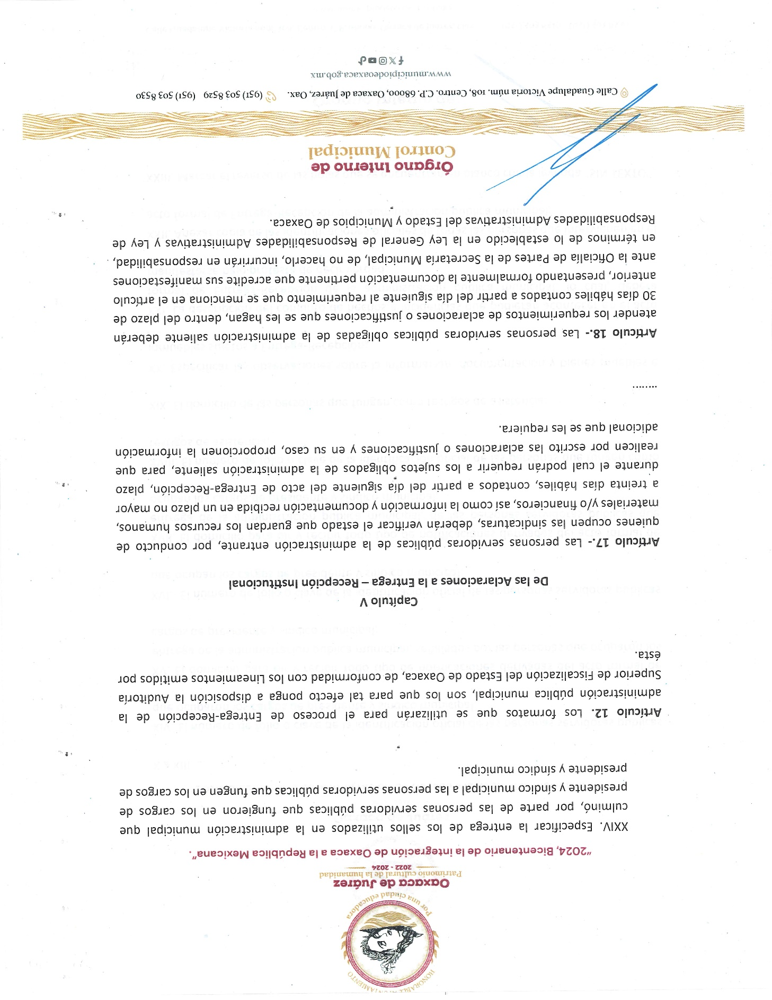 HONORABLE AYUNTAMIENTO
Por una ciudad educadora
Oaxaca de Juárez
Patrimonio cultural de la humanidad
2022 - 2024
"2024, Bicentenario de la integración de Oaxaca a la República Mexicana".
XXIV. Especificar la entrega de los sellos utilizados en la administración municipal que
culminó, por parte de las personas servidoras públicas que fungieron en los cargos de
presidente y síndico municipal a las personas servidoras públicas que fungen en los cargos de
presidente y síndico municipal.
Artículo 12. Los formatos que se utilizarán para el proceso de Entrega-Recepción de la
administración pública municipal, son los que para tal efecto ponga a disposición la Auditoría
Superior de Fiscalización del Estado de Oaxaca, de conformidad con los Lineamientos emitidos por
ésta.
Capítulo V
De las Aclaraciones a la Entrega – Recepción Institucional
Artículo 17.- Las personas servidoras públicas de la administración entrante, por conducto de
quienes ocupen las sindicaturas, deberán verificar el estado que guardan los recursos humanos,
materiales y/o financieros, así como la información y documentación recibida en un plazo no mayor
a treinta días hábiles, contados a partir del día siguiente del acto de Entrega-Recepción, plazo
durante el cual podrán requerir a los sujetos obligados de la administración saliente, para que
realicen por escrito las aclaraciones o justificaciones y en su caso, proporcionen la información
adicional que se les requiera.
........
Artículo 18.- Las personas servidoras públicas obligadas de la administración saliente deberán
atender los requerimientos de aclaraciones o justificaciones que se les hagan, dentro del plazo de
30 días hábiles contados a partir del día siguiente al requerimiento que se menciona en el artículo
anterior, presentando formalmente la documentación pertinente que acredite sus manifestaciones
ante la Oficialía de Partes de la Secretaría Municipal, de no hacerlo, incurrirán en responsabilidad,
en términos de lo establecido en la Ley General de Responsabilidades Administrativas y Ley de
Responsabilidades Administrativas del Estado y Municipios de Oaxaca.
Órgano Interno de
Control Municipal
Calle Guadalupe Victoria núm. 108, Centro. C.P. 68000, Oaxaca de Juárez, Oax. (951) 503 8529 (951) 503 8530
www.municipiodeoaxaca.gob.mx